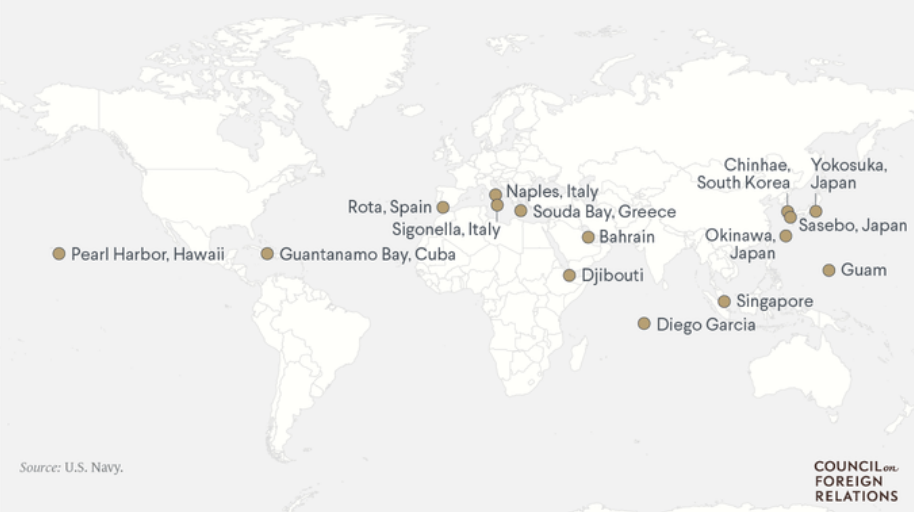 Chinhae,
South Korea
Yokosuka,
Japan
Naples, Italy
Rota, Spain
Souda Bay, Greece
Sigonella, Italy
Sasebo, Japan
Okinawa,
Japan
Bahrain
Pearl Harbor, Hawaii
Guantanamo Bay, Cuba
Guam
Djibouti
Singapore
Diego Garcia
Source: U.S. Navy.
COUNCIL on
FOREIGN
RELATIONS